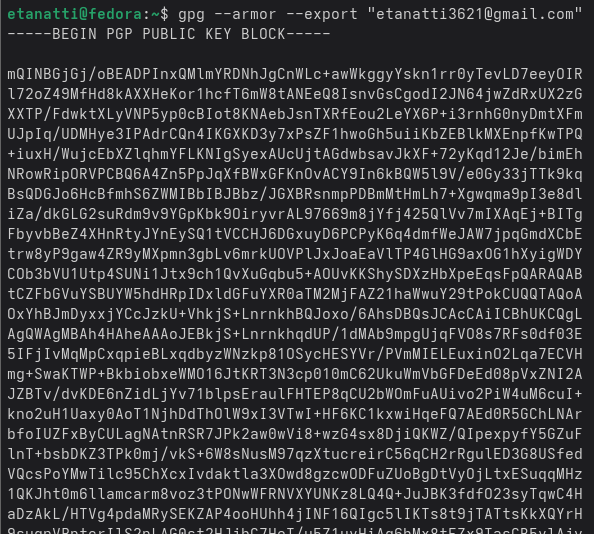 etanatti@fedora:~$ gpg --armor --export "etanatti3621@gmail.com"
-----BEGIN PGP PUBLIC KEY BLOCK-----
mQINBGjGj/oBEADPInxQMlmYRDNhJgCnWLc+awWkggyYskn1rr0yTevLD7eeyOIR
l72oZ49MfHd8kAXXHeKor1hcfT6mW8tANEeQ8IsnvGsCgodI2JN64jwZdRxUX2zG
XXTP/FdwktXLyVNP5yp0cBIot8KNAebJsnTXRfEou2LeYX6P+i3rnhG0nyDmtXFm
UJpIq/UDMHye3IPAdrCQn4IKGXKD3y7xPsZF1hwoGh5uiiKbZEBlkMXEnpfKwTPQ
+iuxH/WujcEbXZlqhmYFLKNIgSyexAUcUjtAGdwbsavJkXF+72yKqd12Je/bimEh
NRowRipORVPCBQG6A4Zn5PpJqXfBWxGFKnOvACY9In6kBQW5l9V/e0Gy33jTTk9kq
BsQDGJo6HcBfmhS6ZWMIBbIBJBbz/JGXBRsnmpPDBmMtHmLh7+Xgwqma9pI3e8dl
iZa/dkGLG2suRdm9v9YGpKbk9OiryvrAL97669m8jYfj425QlVv7mIXAqEj+BITg
FbyvbBeZ4XHnRtyJYnEySQ1tVCCHJ6DGxuyD6PCPyK6q4dmfWeJAW7jpqGmdXCbE
trw8yP9gaw4ZR9yMXpmn3gbLv6mrkUOVPlJxJoaEaVlTP4GlHG9axOG1hXyigWDY
COb3bVU1Utp4SUNi1Jtx9ch1QvXuGqbu5+AOUvKKShySDXzHbXpeEqsFpQARAQAB
tCZFbGVuYSBUYW5hdHRpIDxldGFuYXR0aTM2MjFAZ21haWwuY29tPokCUQQTAQoA
OxYhBJmDyxxjYCcJzkU+VhkjS+LnrnkhBQJoxo/6AhsDBQsJCAcCAiICBhUKCQgL
AgQWAgMBAh4HAheAAAoJEBkjS+LnrnkhqdUP/1dMAb9mpgUjqFVO8s7RFs0df03E
5IFjIvMqMpCxqpieBLxqdbyzWNzkp81OSycHESYVr/PVmMIELEuxinO2Lqa7ECVH
mg+SwaKTWP+BkbiobxeWMO16JtKRT3N3cp010mC62UkuWmVbGFDeEd08pVxZNI2A
JZBTv/dvKDE6nZidLjYv71blpsEraulFHTEP8qCU2bWOmFuAUivo2PiW4uM6cuI+
kno2uH1Uaxy0AoT1NjhDdThOlW9xI3VTwI+HF6KC1kxwiHqeFQ7AEd0R5GChLNAr
bfoIUZFxByCULagNAtnRSR7JPk2aw0wVi8+wzG4sx8DjiQKWZ/QIpexpyfY5GZuF
lnT+bsbDKZ3TPk0mj/vkS+6W8sNusM97qzXtucreirC56qCH2rRgulED3G8USfed
VQcsPoYMwTilc95ChXcxIvdaktla3XOwd8gzcwODFuZUoBgDtVyOjLtxESuqqMHz
1QKJht0m6llamcarm8voz3tPONwWFRNVXYUNKz8LQ4Q+JuJBK3fdfO23syTqwC4H
aDzAkL/HTVg4pdaMRySEKZAP4ooHUhh4jINF16QIgc5lIKTs8t9jTATtsKkXQYrH